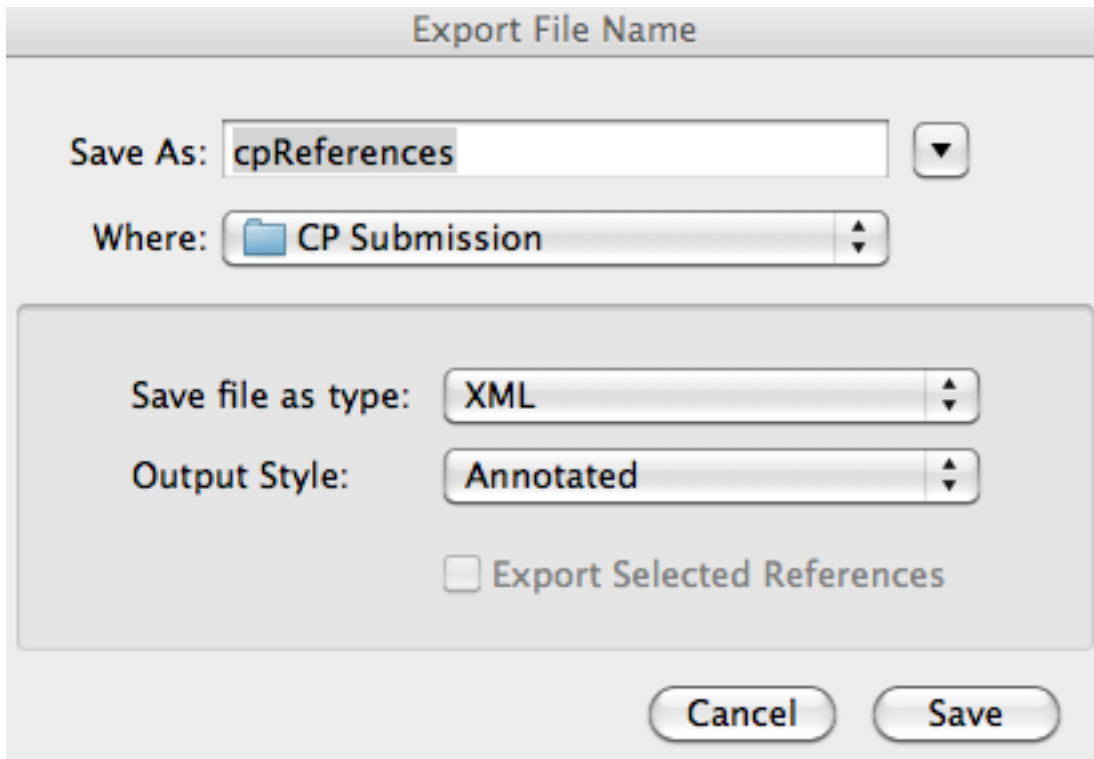 Export File Name
Save As: cpReferences
Where: CP Submission
Save file as type: XML
Output Style: Annotated
Export Selected References
Cancel Save